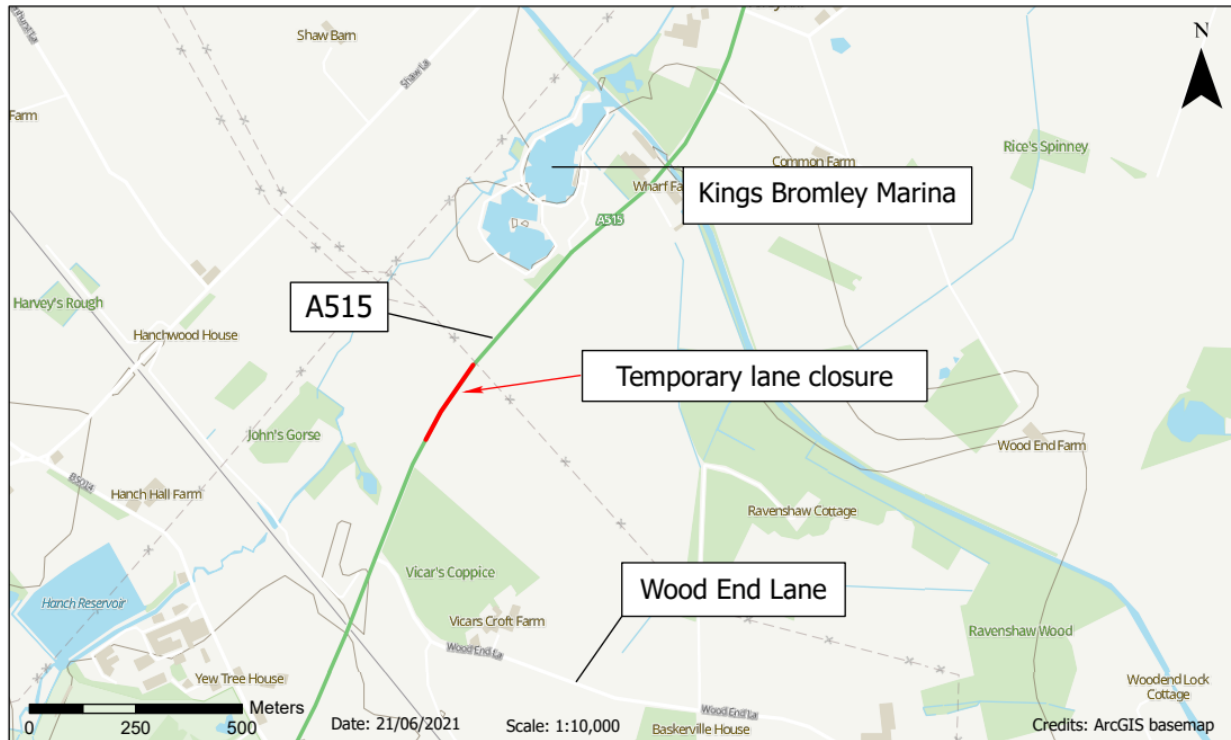 Shaw Barn
Shaw La
N
Farm
Rice's Spinney
Common Farm
Kings Bromley Marina
A515
Harvey's Rough
A515
Hanchwood House
Temporary lane closure
John's Gorse
Wood End Farm
B5014
Hanch Hall Farm
Ravenshaw Cottage
Vicar's Coppice
Wood End Lane
Hanch Reservoir
Vicars Croft Farm
Ravenshaw Wood
Wood End La
Yew Tree House
Woodend Lock
Cottage
Meters
0 250 500
Date: 21/06/2021
Scale: 1:10,000
Wood End La
Baskerville House
Credits: ArcGIS basemap